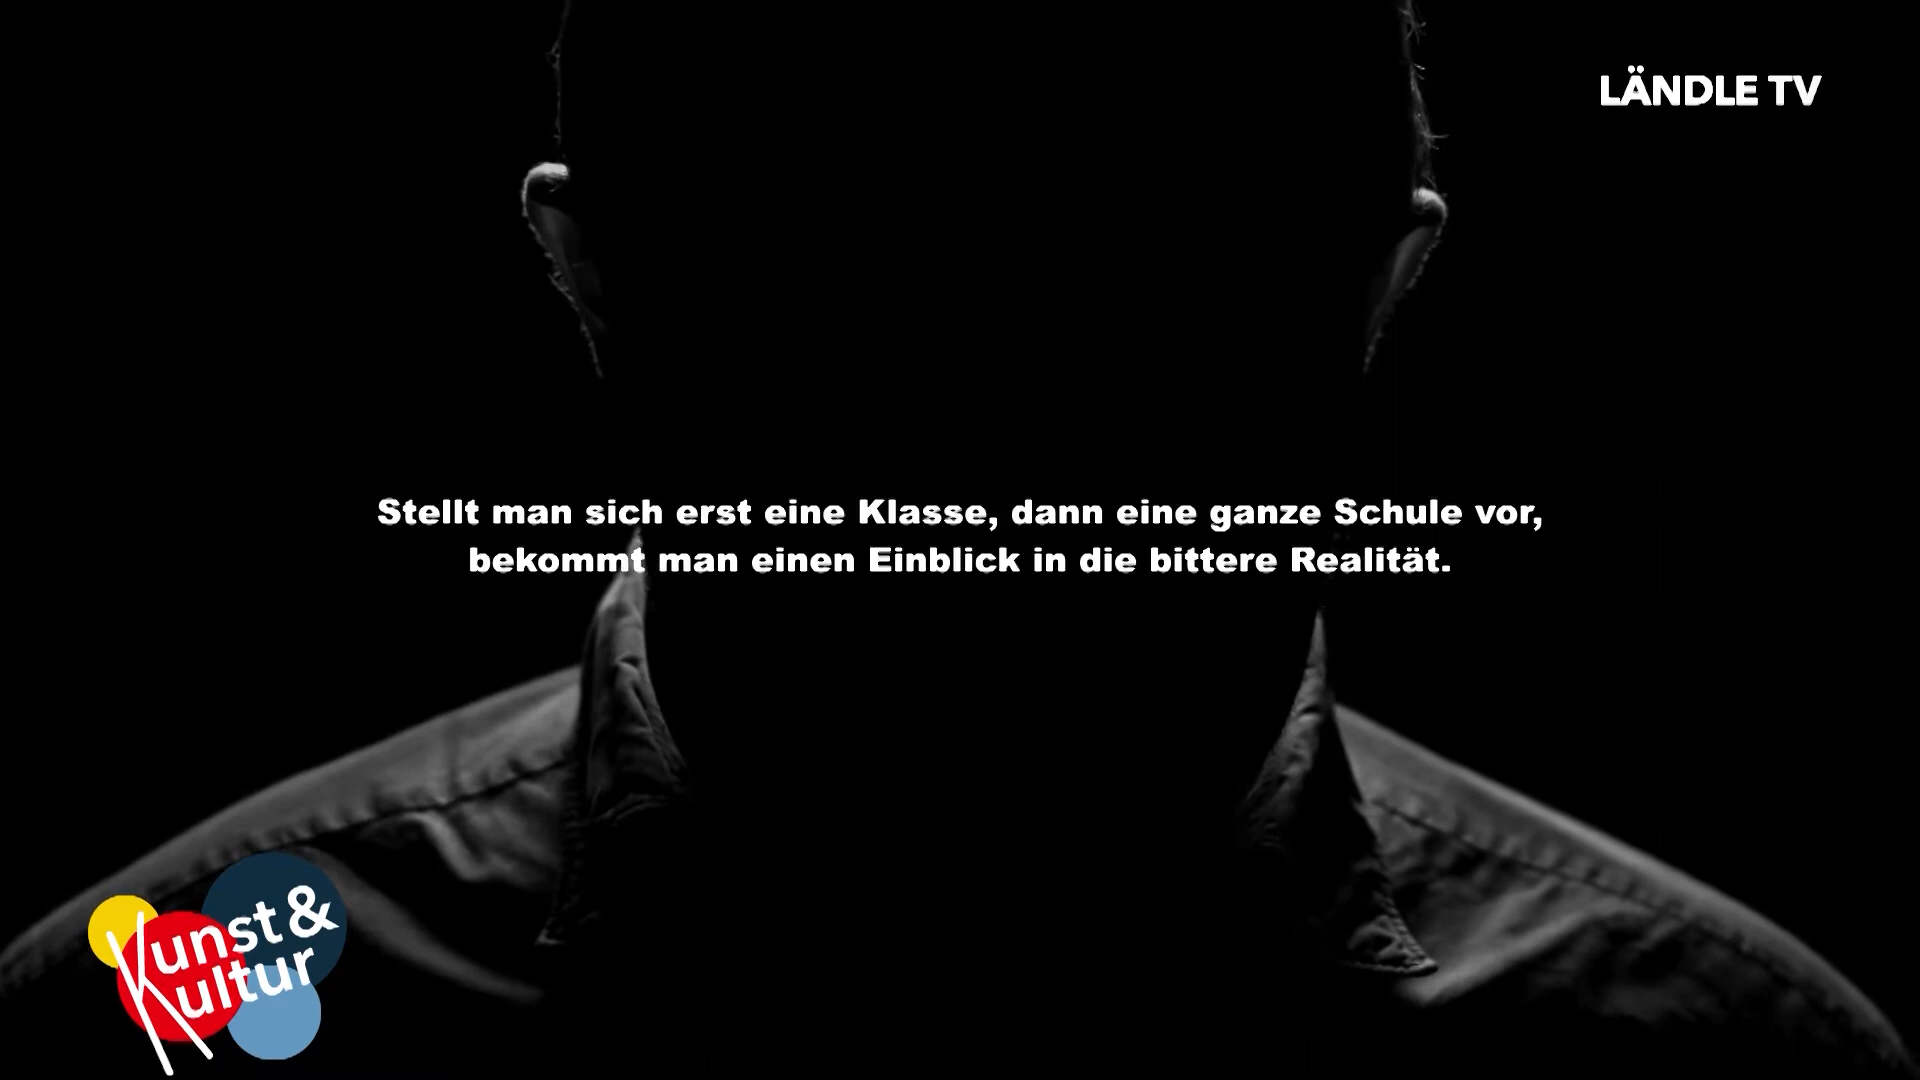 LÄNDLE TV
Stellt man sich erst eine Klasse, dann eine ganze Schule vor,
bekommt man einen Einblick in die bittere Realität.
Kunst &
Kultur